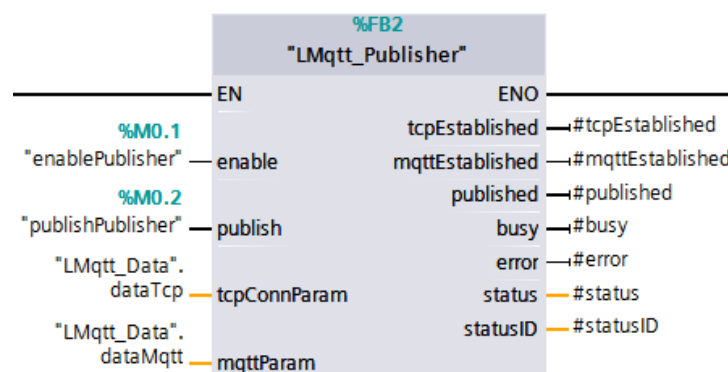 %FB2
"LMqtt_Publisher"
EN ENO
tcpEstablished #tcpEstablished
%M0.1
"enablePublisher" enable mqttEstablished #mqttEstablished
%M0.2 published #published
"publishPublisher" publish busy #busy
"LMqtt_Data". error #error
dataTcp tcpConnParam status #status
"LMqtt_Data". statusID #statusID
dataMqtt mqttParam